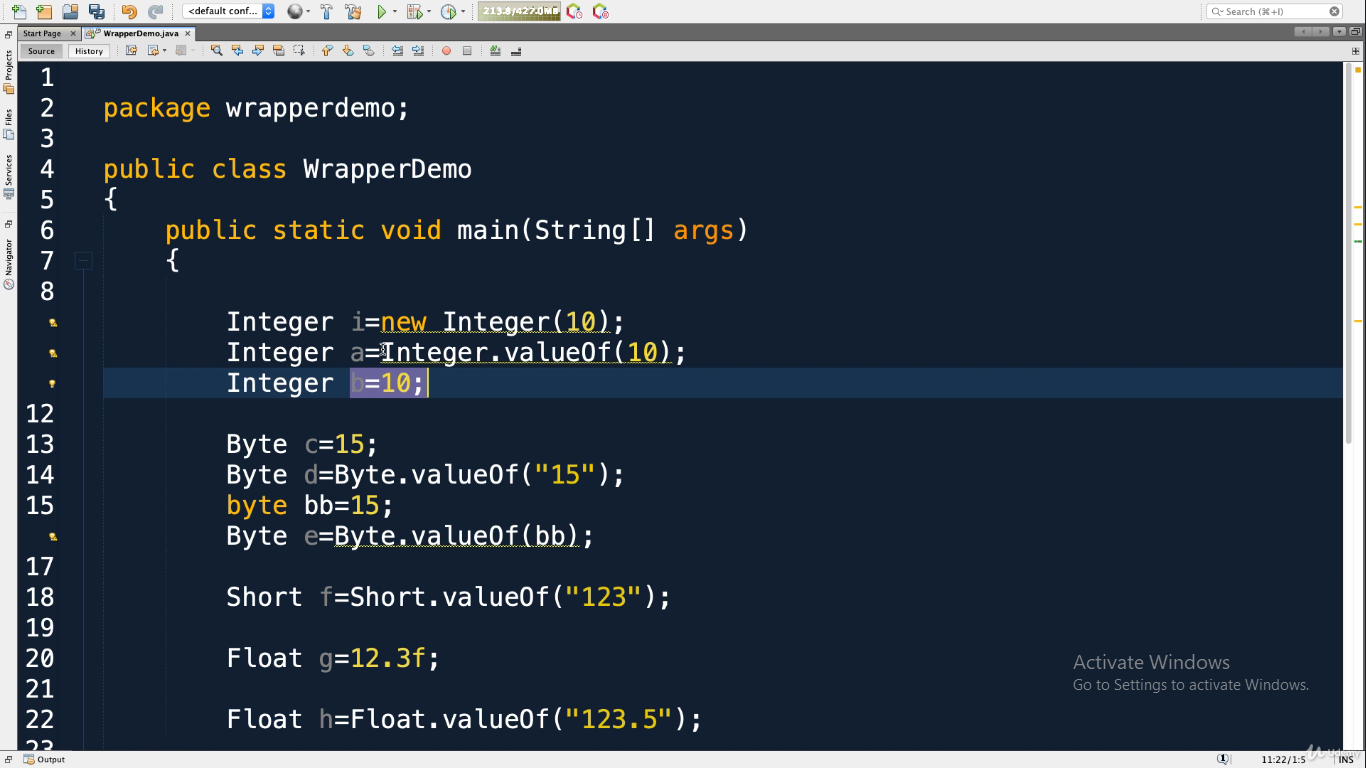 <default conf...
213.8/427.0MB
Search (⌘+I)
Start Page
WrapperDemo.java
Source
History
Projects
Files
Services
Navigator
1
2 package wrapperdemo;
3
4 public class WrapperDemo
5 {
6 public static void main(String[] args)
7 {
8
Integer i=new Integer(10);
Integer a=Integer.valueOf(10);
Integer b=10;
12
13 Byte c=15;
14 Byte d=Byte.valueOf("15");
15 byte bb=15;
Byte e=Byte.valueOf(bb);
17
18 Short f=Short.valueOf("123");
19
20 Float g=12.3f;
21
22 Float h=Float.valueOf("123.5");
23
Activate Windows
Go to Settings to activate Windows.
Output
1
11:22/1:5
INS
Udemy